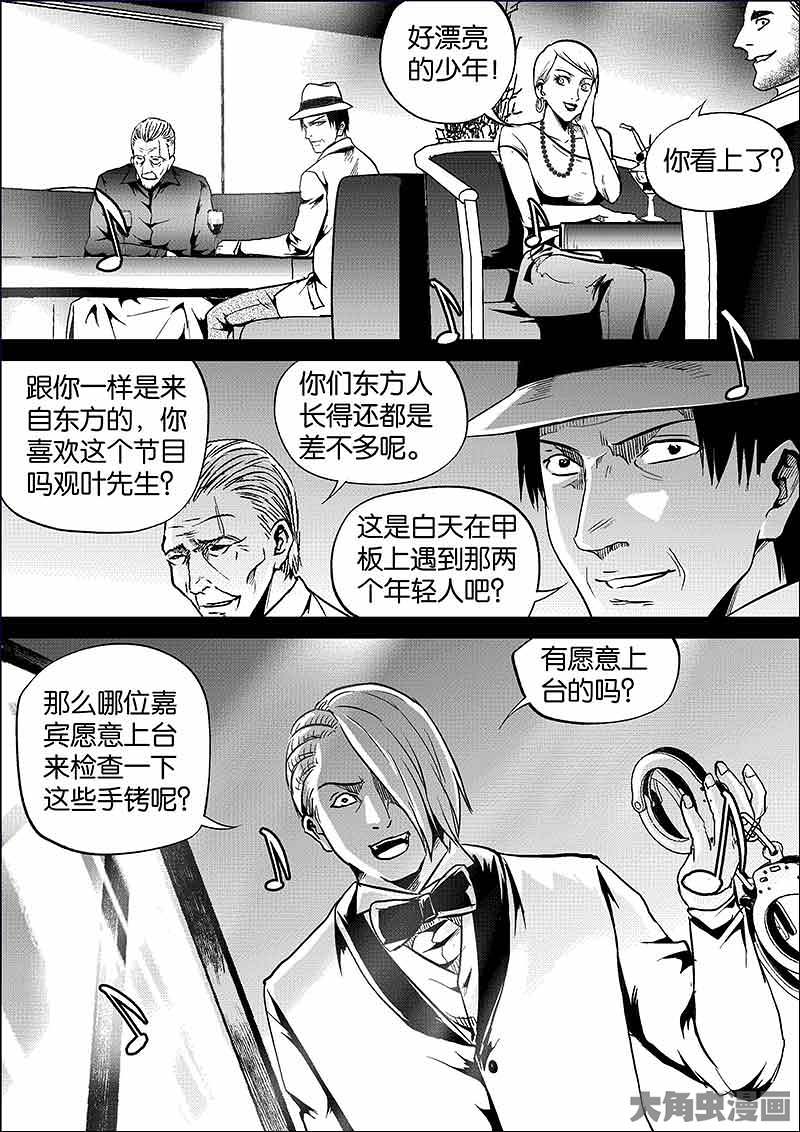 好漂亮
的少年！
你看上了？
跟你一样是来
自东方的，你
喜欢这个节目
吗观叶先生？
你们东方人
长得还都是
差不多呢。
这是白天在甲
板上遇到那两
个年轻人吧？
有愿意上
台的吗？
那么哪位嘉
宾愿意上台
来检查一下
这些手铐呢？
大角虫漫画